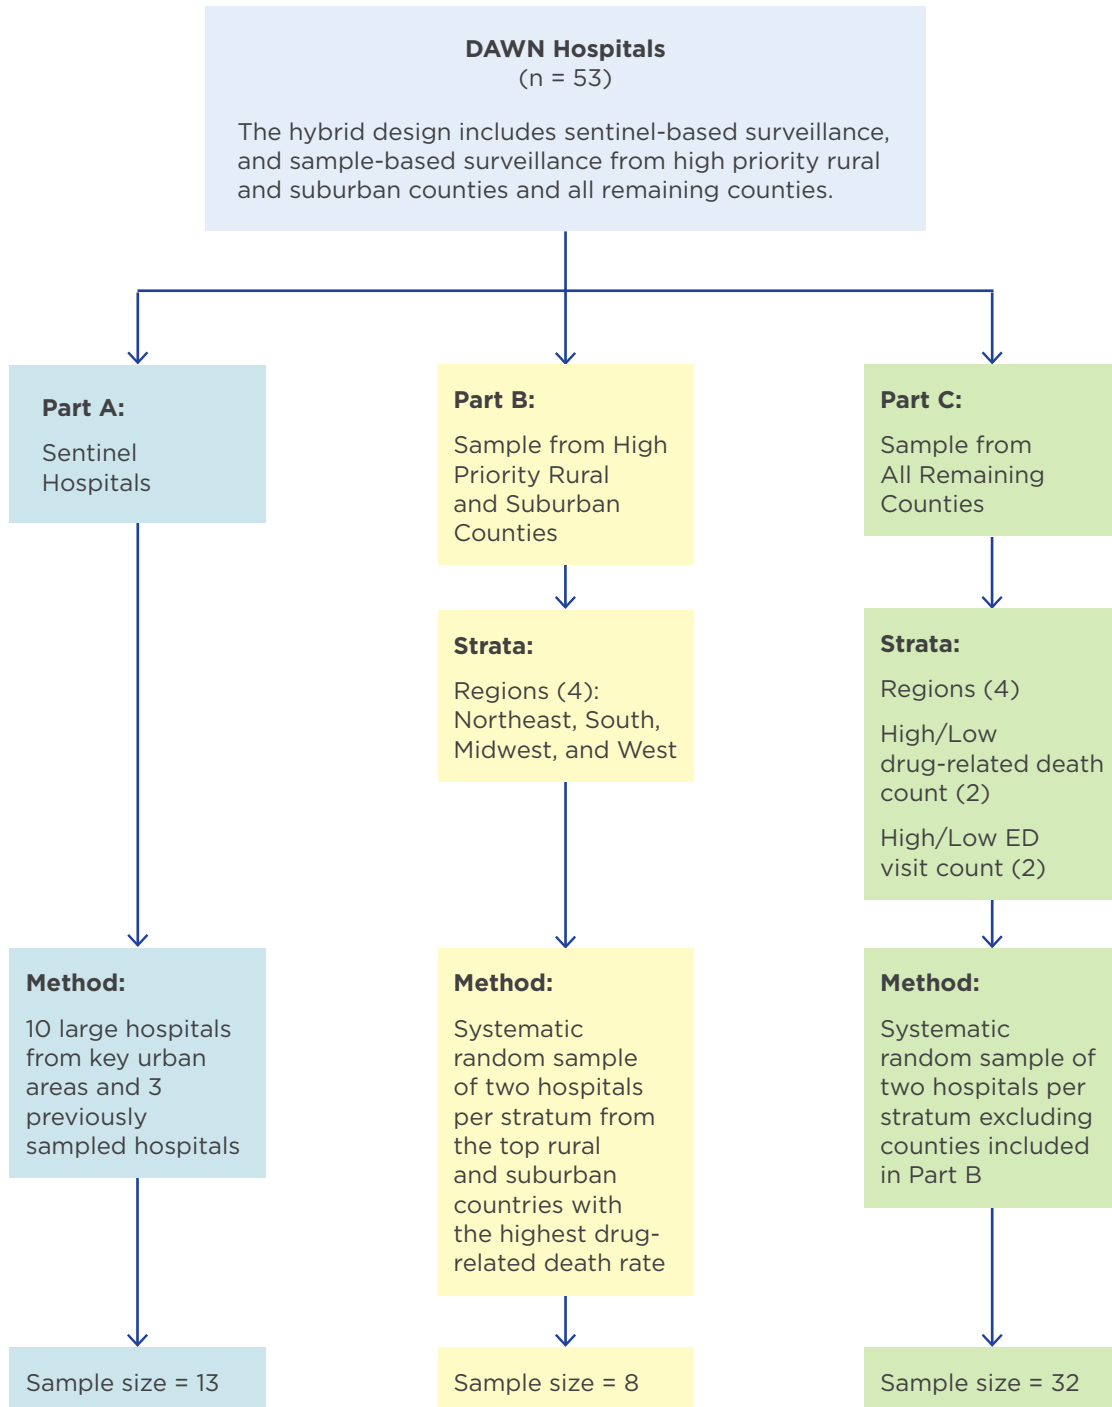 DAWN Hospitals
(n = 53)
The hybrid design includes sentinel-based surveillance,
and sample-based surveillance from high priority rural
and suburban counties and all remaining counties.
Part A:
Sentinel
Hospitals
Method:
10 large hospitals
from key urban
areas and 3
previously
sampled hospitals
Sample size = 13
Part B:
Sample from High
Priority Rural
and Suburban
Counties
Strata:
Regions (4):
Northeast, South,
Midwest, and West
Method:
Systematic
random sample
of two hospitals
per stratum from
the top rural
and suburban
countries with
the highest drug-
related death rate
Sample size = 8
Part C:
Sample from
All Remaining
Counties
Strata:
Regions (4)
High/Low
drug-related death
count (2)
High/Low ED
visit count (2)
Method:
Systematic
random sample of
two hospitals per
stratum excluding
counties included
in Part B
Sample size = 32